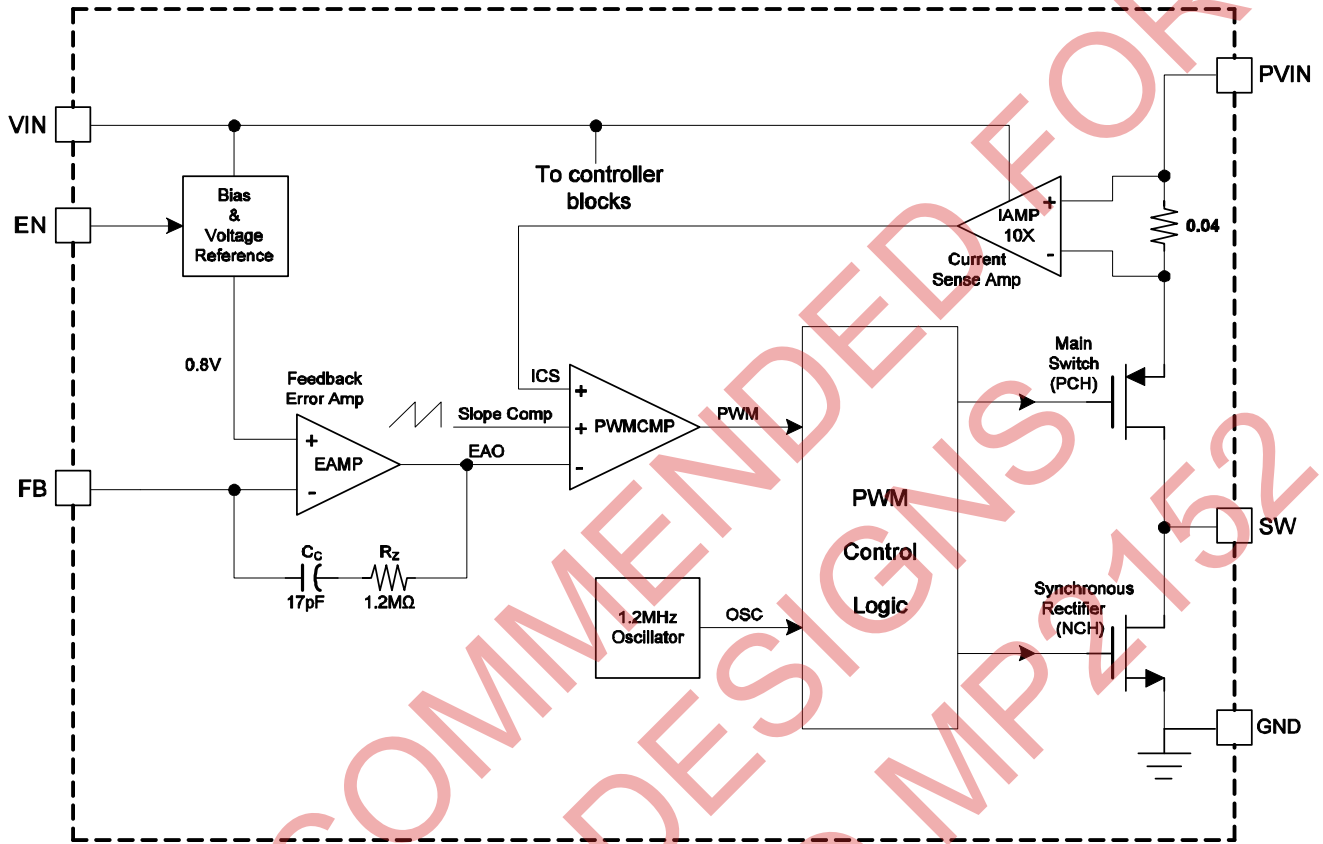 PVIN
VIN
To controller
blocks
Bias
&
Voltage
Reference
EN
+
IAMP
10X
-
Current
Sense Amp
0.04
0.8V
Feedback
Error Amp
+
EAMP
-
ICS
+
Slope Comp
+
PWMCMP
EAO
-
PWM
Main
Switch
(PCH)
FB
PWM
Control
Logic
SW
CC
17pF
RZ
1.2MΩ
1.2MHz
Oscillator
OSC
Synchronous
Rectifier
(NCH)
GND
COMMENDED FOR
DESIGNS
MP2152